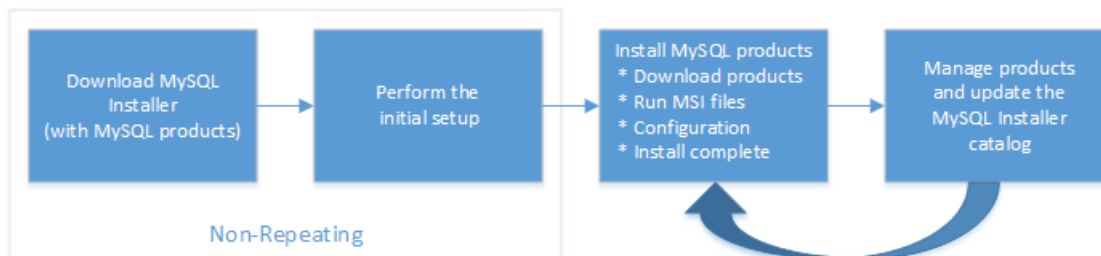 Download MySQL
Installer
(with MySQL products)
Perform the
initial setup
Install MySQL products
* Download products
* Run MSI files
* Configuration
* Install complete
Manage products
and update the
MySQL Installer
catalog
Non-Repeating